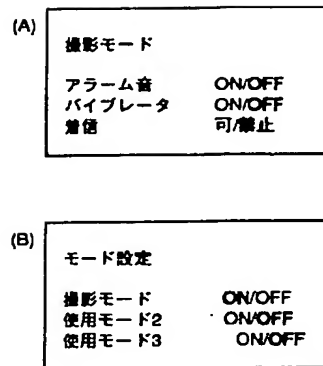 (A)
撮影モード
アラーム音 ON/OFF
バイブレータ ON/OFF
着信 可/禁止
(B)
モード設定
撮影モード ON/OFF
使用モード2 ON/OFF
使用モード3 ON/OFF